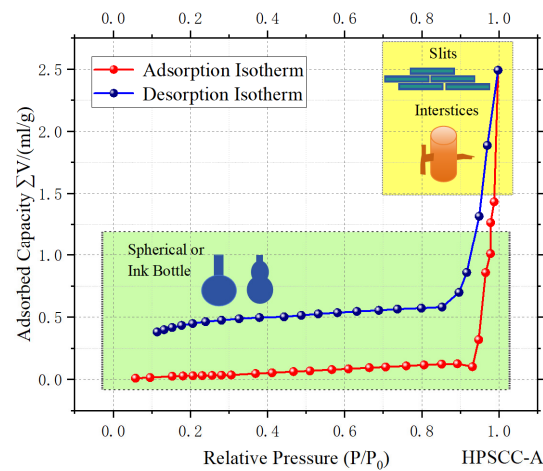 0.0 0.2 0.4 0.6 0.8 1.0
Adsorption Isotherm
Desorption Isotherm
Slits
Interstices
Spherical or
Ink Bottle
2.5
2.0
1.5
1.0
0.5
0.0
Adsorbed Capacity ∑V/(ml/g)
0.0 0.2 0.4 0.6 0.8 1.0
Relative Pressure (P/P₀)
HPSCC-A